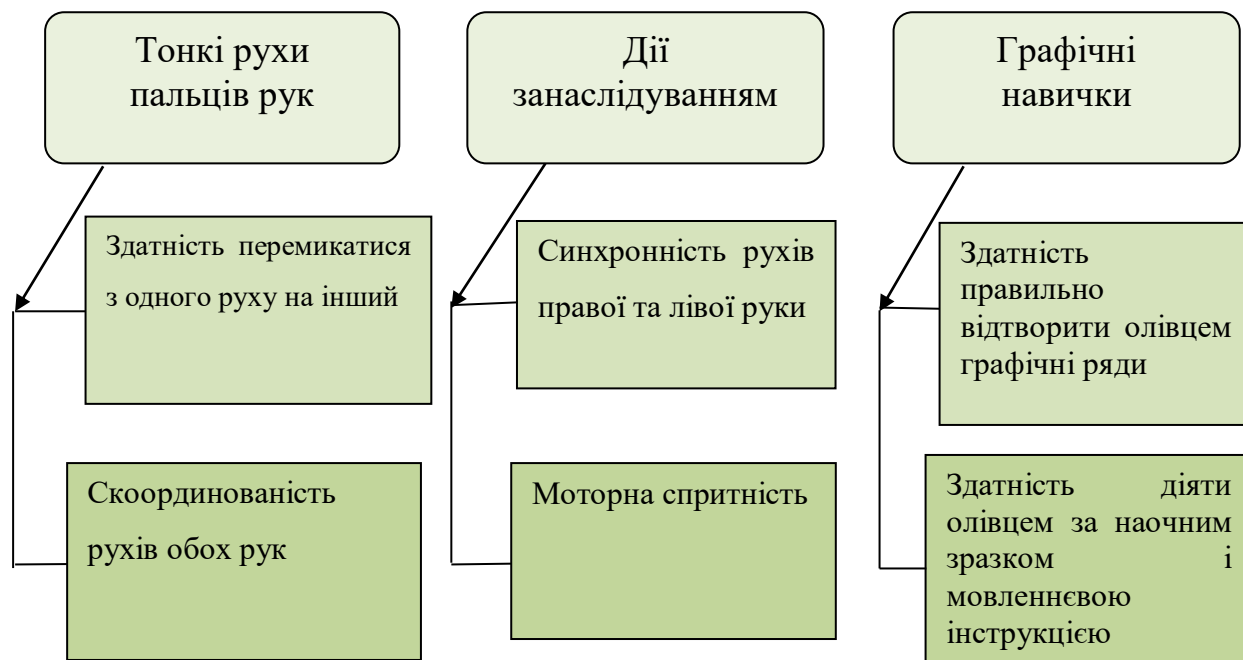 Тонкі рухи
пальців рук
Здатність перемикатися
з одного руху на інший
Скоординованість
рухів обох рук
Дії
занаслідуванням
Синхронність рухів
правої та лівої руки
Моторна спритність
Графічні
навички
Здатність
правильно
відтворити олівцем
графічні ряди
Здатність діяти
олівцем за наочним
зразком і
мовленнєвою
інструкцією